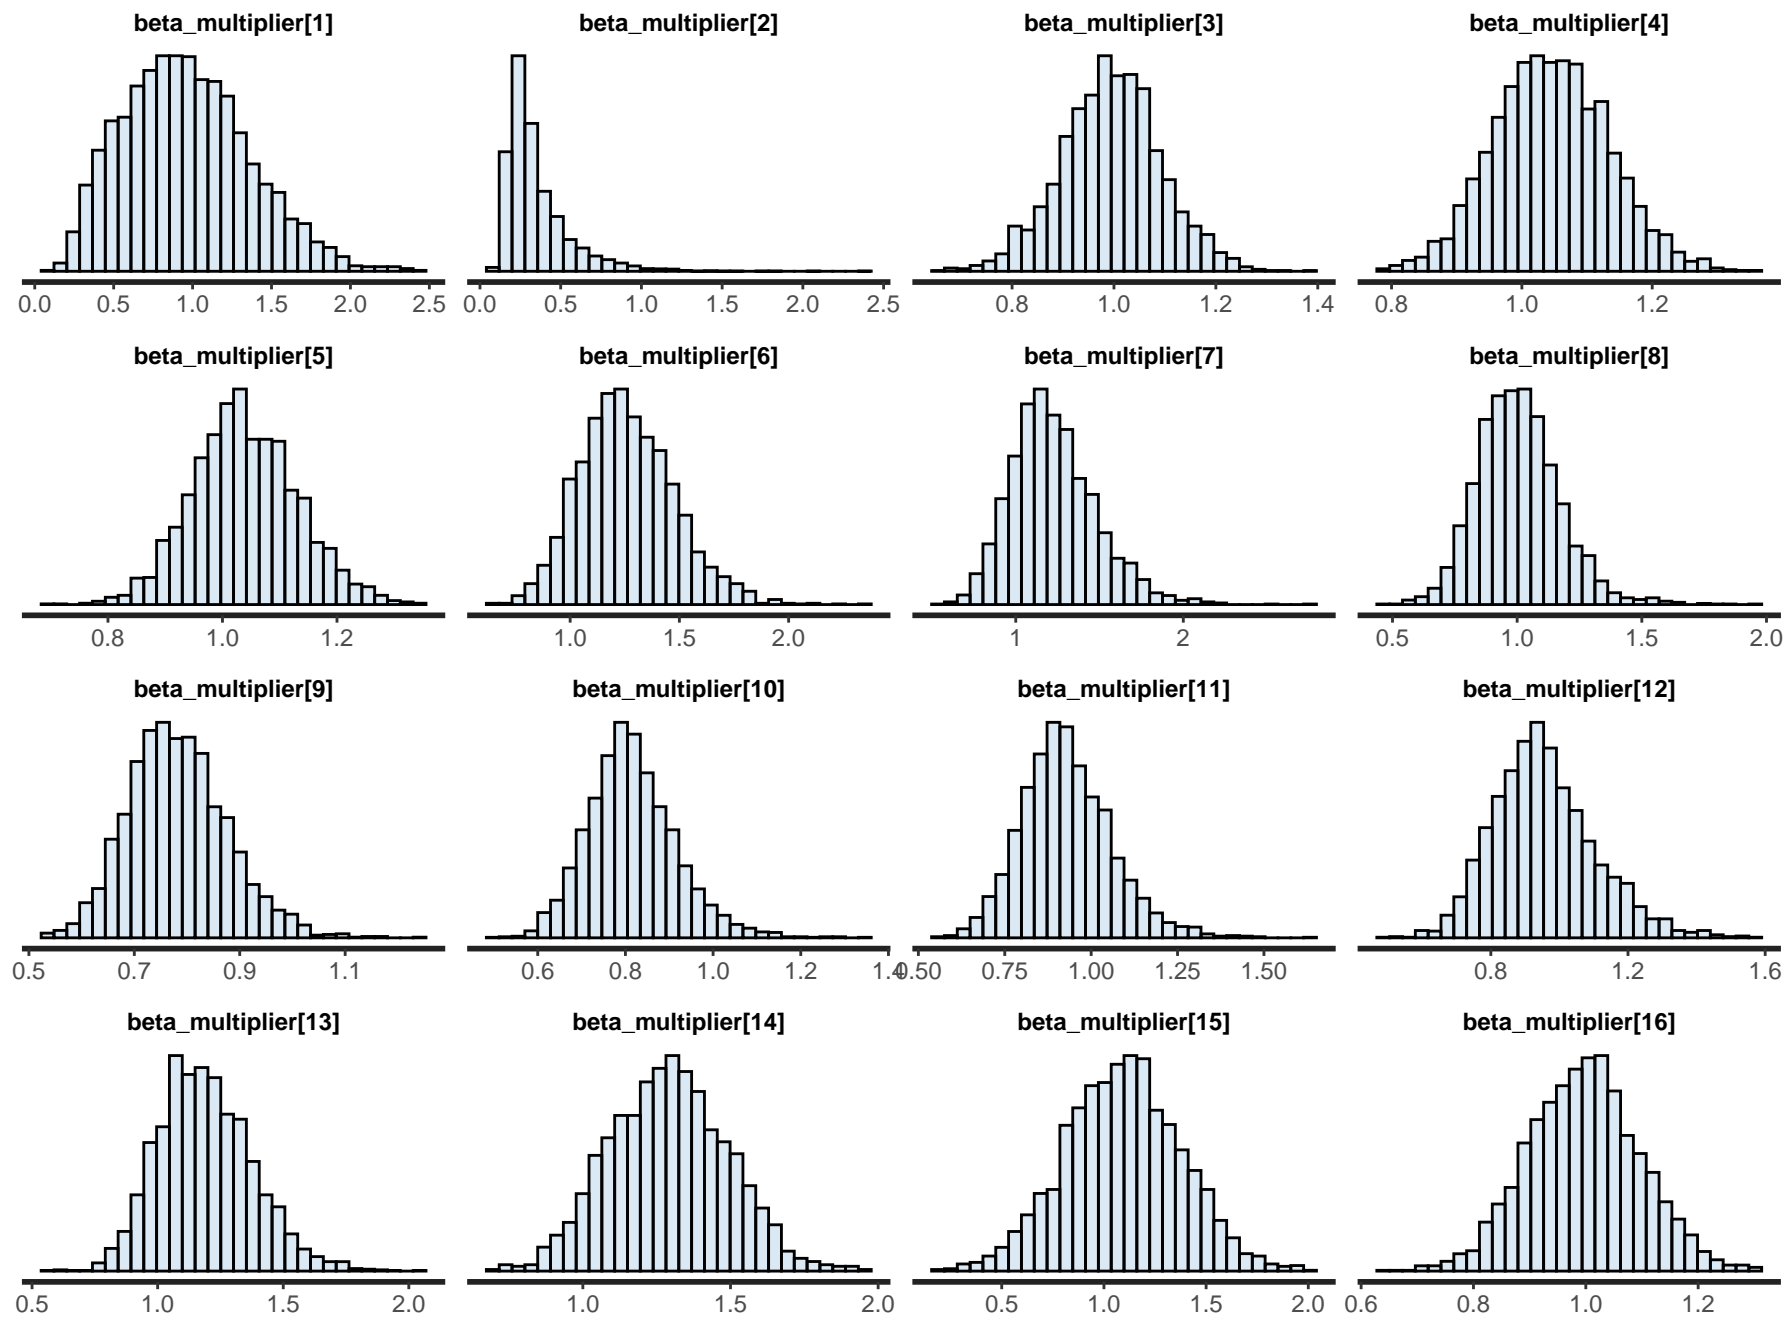 beta_multiplier[1] beta_multiplier[2] beta_multiplier[3] beta_multiplier[4]
0.0 0.5 1.0 1.5 2.0 2.5 0.0 0.5 1.0 1.5 2.0 2.5 0.8 1.0 1.2 1.4 0.8 1.0 1.2
beta_multiplier[5] beta_multiplier[6] beta_multiplier[7] beta_multiplier[8]
0.8 1.0 1.2 1.0 1.5 2.0 1 2 0.5 1.0 1.5 2.0
beta_multiplier[9] beta_multiplier[10] beta_multiplier[11] beta_multiplier[12]
0.5 0.7 0.9 1.1 0.6 0.8 1.0 1.2 1.4 0.50 0.75 1.00 1.25 1.50 0.8 1.2 1.6
beta_multiplier[13] beta_multiplier[14] beta_multiplier[15] beta_multiplier[16]
0.5 1.0 1.5 2.0 1.0 1.5 2.0 0.5 1.0 1.5 2.0 0.6 0.8 1.0 1.2